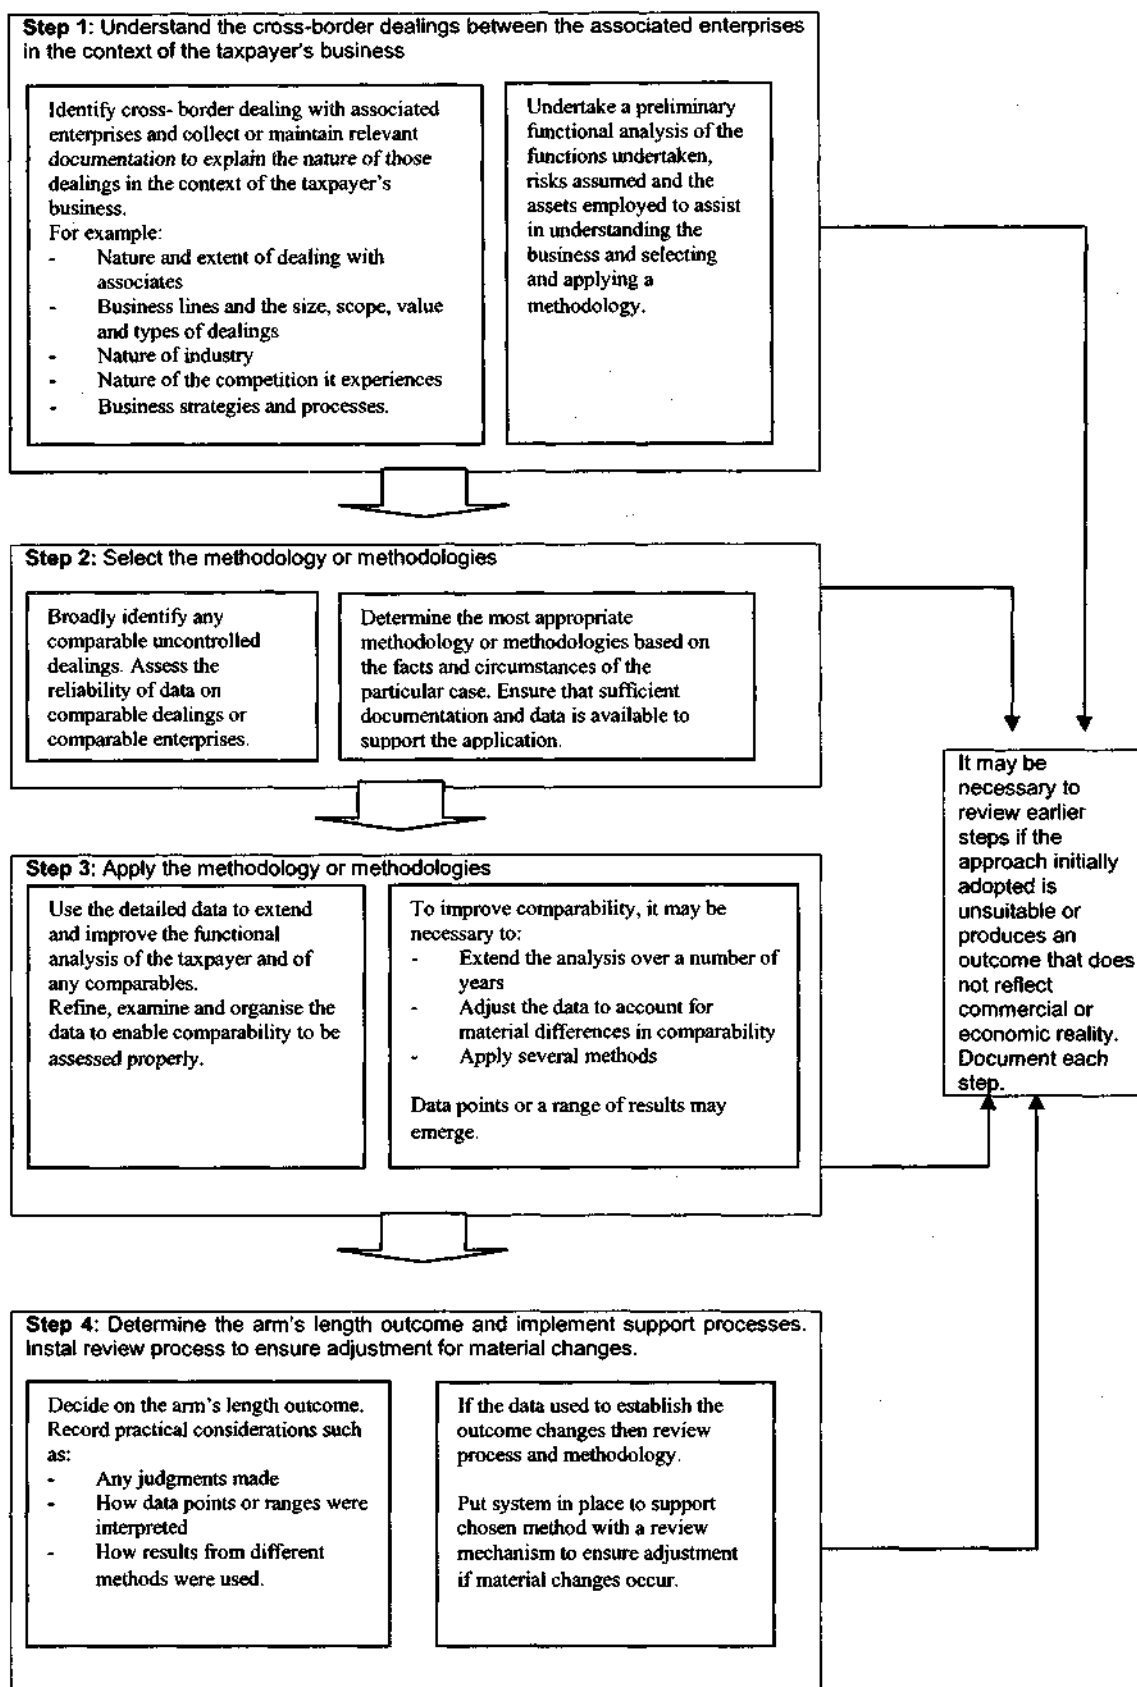 Step 1: Understand the cross-border dealings between the associated enterprises
in the context of the taxpayer's business
Identify cross- border dealing with associated
enterprises and collect or maintain relevant
documentation to explain the nature of those
dealings in the context of the taxpayer's
business.
For example:
- Nature and extent of dealing with
associates
- Business lines and the size, scope, value
and types of dealings
- Nature of industry
- Nature of the competition it experiences
- Business strategies and processes.
Undertake a preliminary
functional analysis of the
functions undertaken,
risks assumed and the
assets employed to assist
in understanding the
business and selecting
and applying a
methodology.
Step 2: Select the methodology or methodologies
Broadly identify any
comparable uncontrolled
dealings. Assess the
reliability of data on
comparable dealings or
comparable enterprises.
Determine the most appropriate
methodology or methodologies based on
the facts and circumstances of the
particular case. Ensure that sufficient
documentation and data is available to
support the application.
Step 3: Apply the methodology or methodologies
Use the detailed data to extend
and improve the functional
analysis of the taxpayer and of
any comparables.
Refine, examine and organise the
data to enable comparability to be
assessed properly.
To improve comparability, it may be
necessary to:
- Extend the analysis over a number of
years
- Adjust the data to account for
material differences in comparability
- Apply several methods
Data points or a range of results may
emerge.
It may be
necessary to
review earlier
steps if the
approach initially
adopted is
unsuitable or
produces an
outcome that does
not reflect
commercial or
economic reality.
Document each
step.
Step 4: Determine the arm's length outcome and implement support processes.
Instal review process to ensure adjustment for material changes.
Decide on the arm's length outcome.
Record practical considerations such
as:
- Any judgments made
- How data points or ranges were
interpreted
- How results from different
methods were used.
If the data used to establish the
outcome changes then review
process and methodology.
Put system in place to support
chosen method with a review
mechanism to ensure adjustment
if material changes occur.